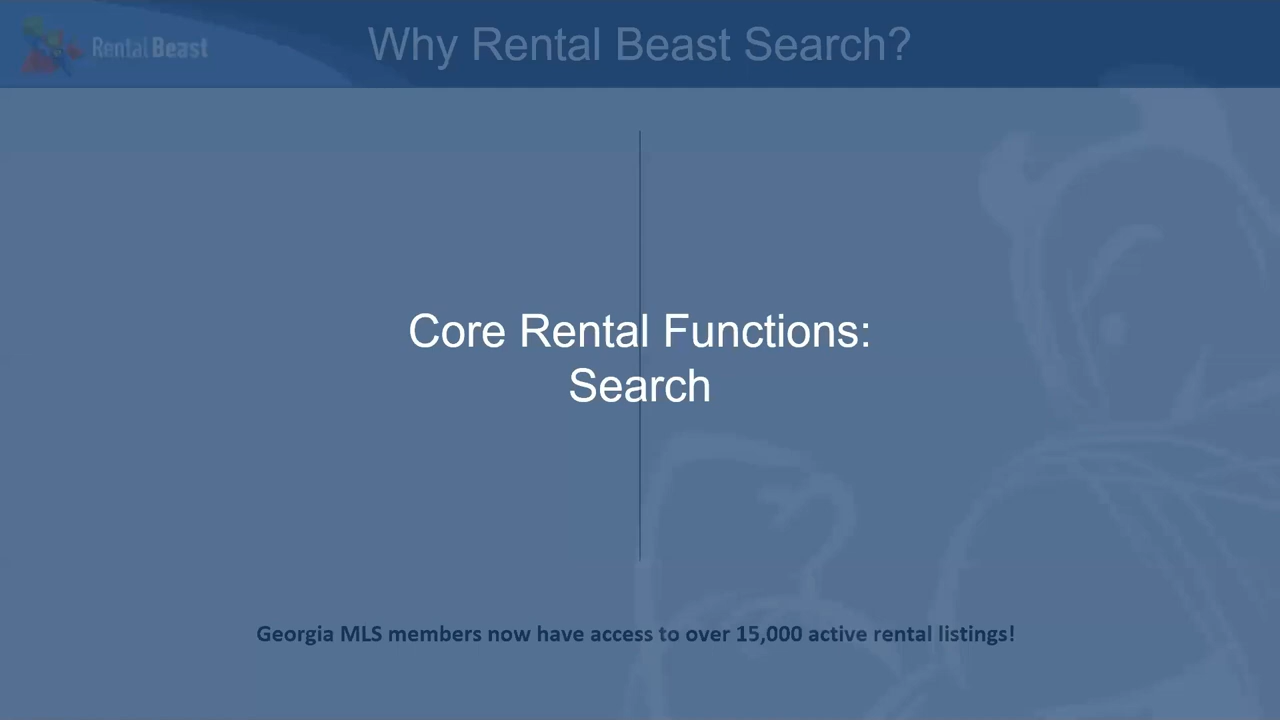 Rental Beast
Why Rental Beast Search?
Core Rental Functions:
Search
Georgia MLS members now have access to over 15,000 active rental listings!